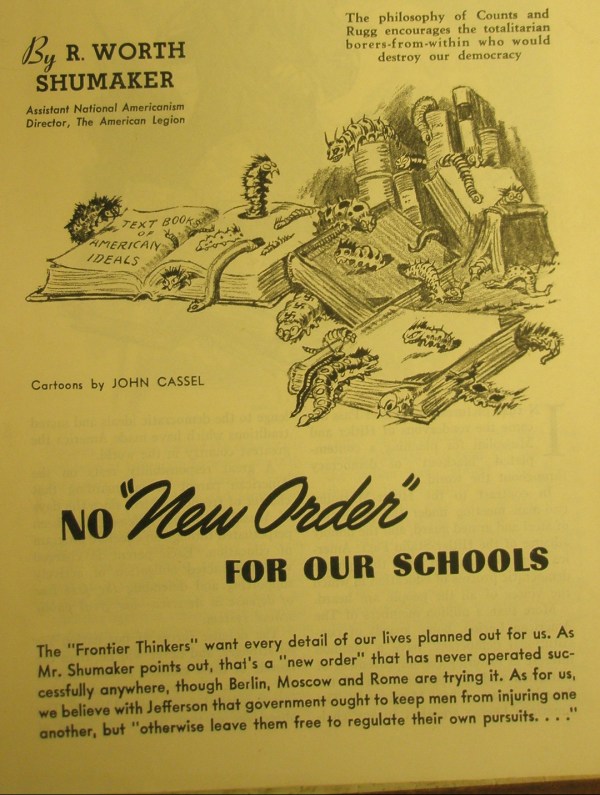 By R. WORTH
SHUMAKER
Assistant National Americanism
Director, The American Legion
The philosophy of Counts and
Rugg encourages the totalitarian
borers-from-within who would
destroy our democracy
TEXT BOOK
OF
AMERICAN
IDEALS
Cartoons by JOHN CASSEL
NO "New Order"
FOR OUR SCHOOLS
The "Frontier Thinkers" want every detail of our lives planned out for us. As
Mr. Shumaker points out, that's a "new order" that has never operated suc-
cessfully anywhere, though Berlin, Moscow and Rome are trying it. As for us,
we believe with Jefferson that government ought to keep men from injuring one
another, but "otherwise leave them free to regulate their own pursuits. . . ."